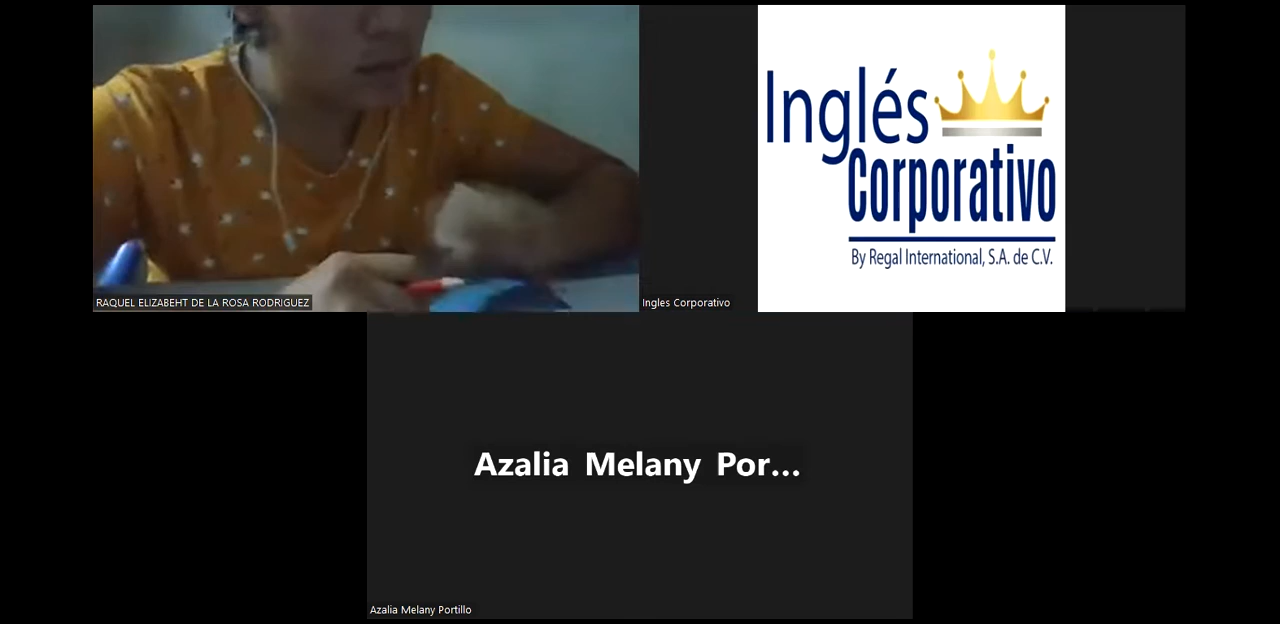 RAQUEL ELIZABEHT DE LA ROSA RODRIGUEZ
Inglés
Corporativo
By Regal International, S.A. de C.V.
Ingles Corporativo
Azalia Melany Por...
Azalia Melany Portillo